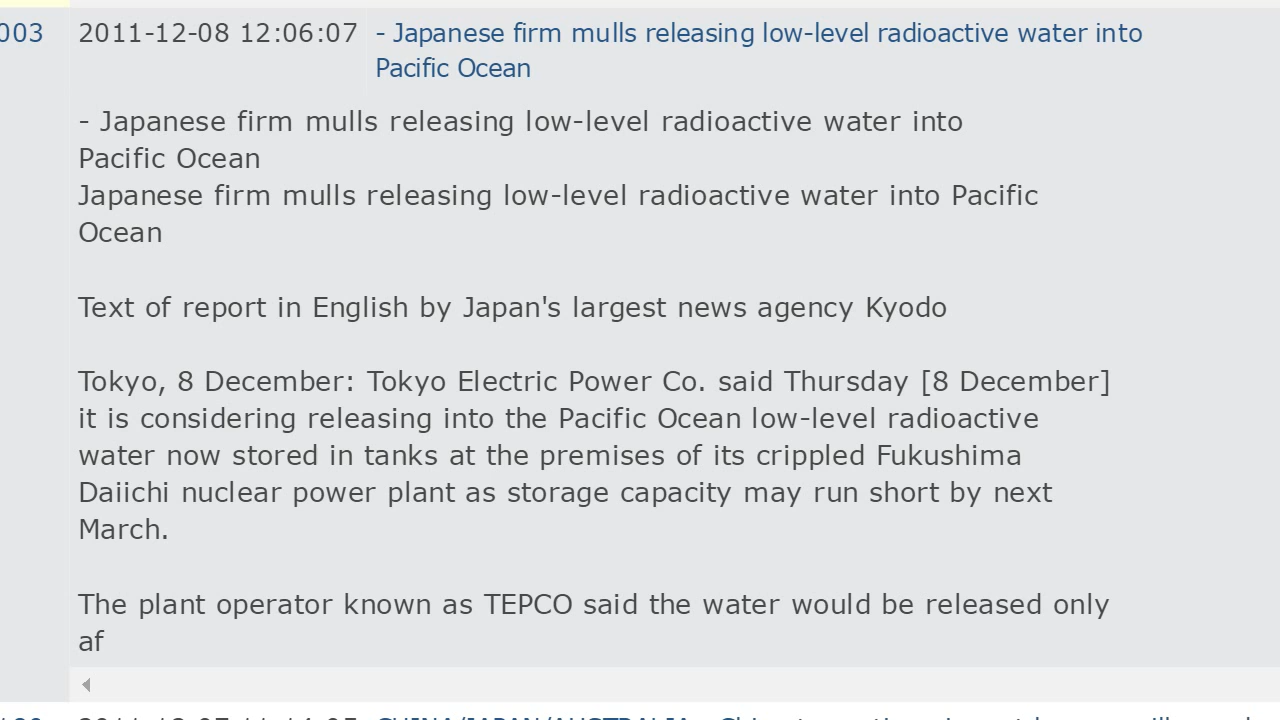 003 2011-12-08 12:06:07 - Japanese firm mulls releasing low-level radioactive water into
Pacific Ocean
- Japanese firm mulls releasing low-level radioactive water into
Pacific Ocean
Japanese firm mulls releasing low-level radioactive water into Pacific
Ocean
Text of report in English by Japan's largest news agency Kyodo
Tokyo, 8 December: Tokyo Electric Power Co. said Thursday [8 December]
it is considering releasing into the Pacific Ocean low-level radioactive
water now stored in tanks at the premises of its crippled Fukushima
Daiichi nuclear power plant as storage capacity may run short by next
March.
The plant operator known as TEPCO said the water would be released only
af